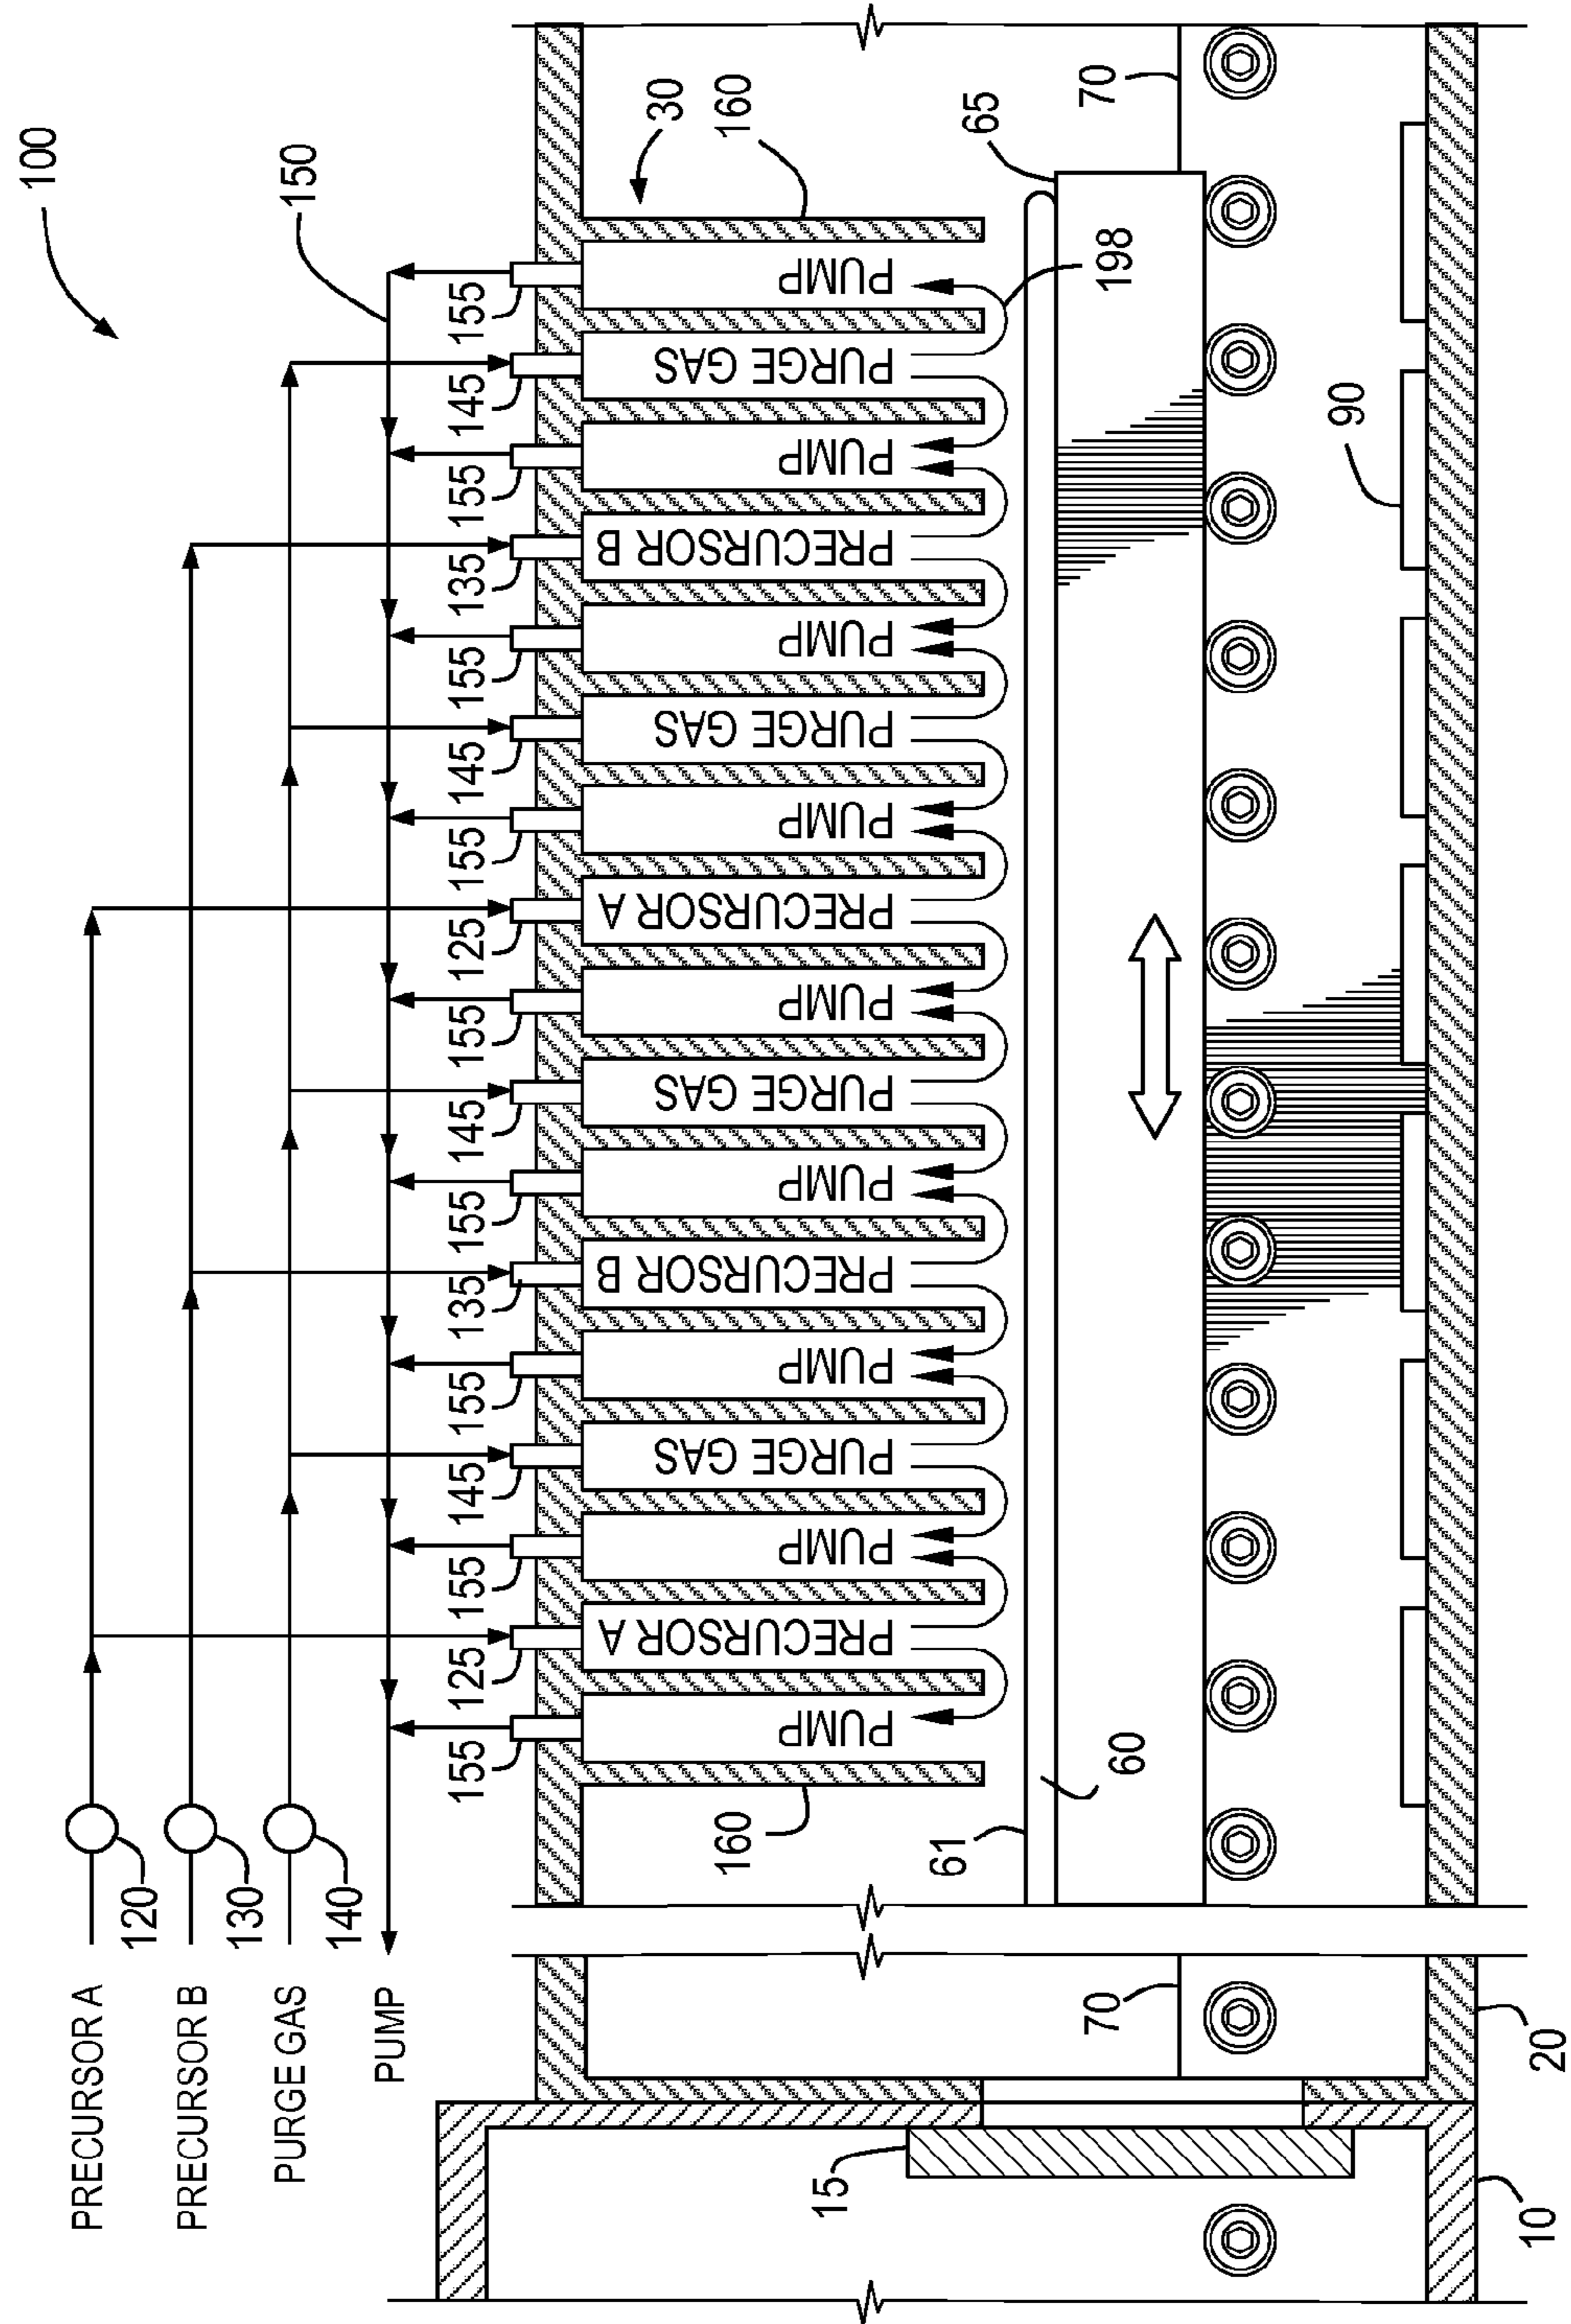 100
PRECURSOR A
120
PRECURSOR B
130
PURGE GAS
140
150
PUMP
155 125 155 145 155 135 155 145 155 125 155 145 155 135 155 145 155
30
PUMP
PRECURSOR A
PUMP
PURGE GAS
PUMP
PRECURSOR B
PUMP
PURGE GAS
PUMP
PRECURSOR A
PUMP
PURGE GAS
PUMP
PRECURSOR B
PUMP
PURGE GAS
PUMP
160 160
15
61 65
70 60 198 70
90
10 20